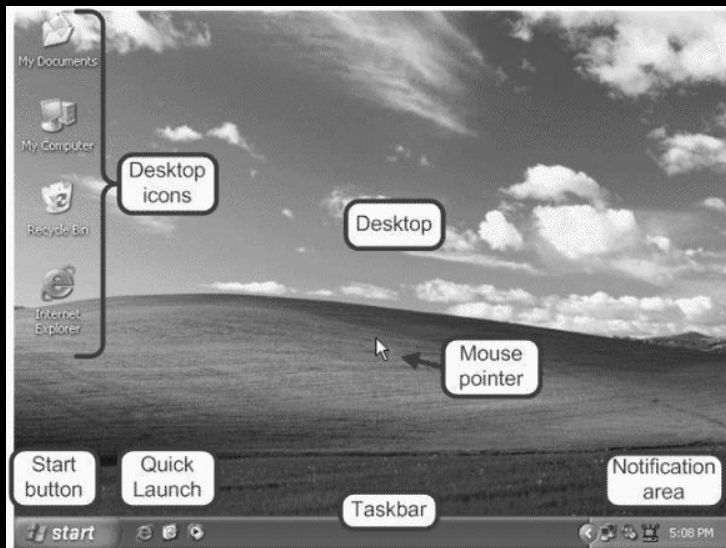 My Documents
My Computer
Desktop
icons
Recycle Bin
Desktop
Internet
Explorer
Mouse
pointer
Start
button
Quick
Launch
Taskbar
Notification
area
start
5:08 PM